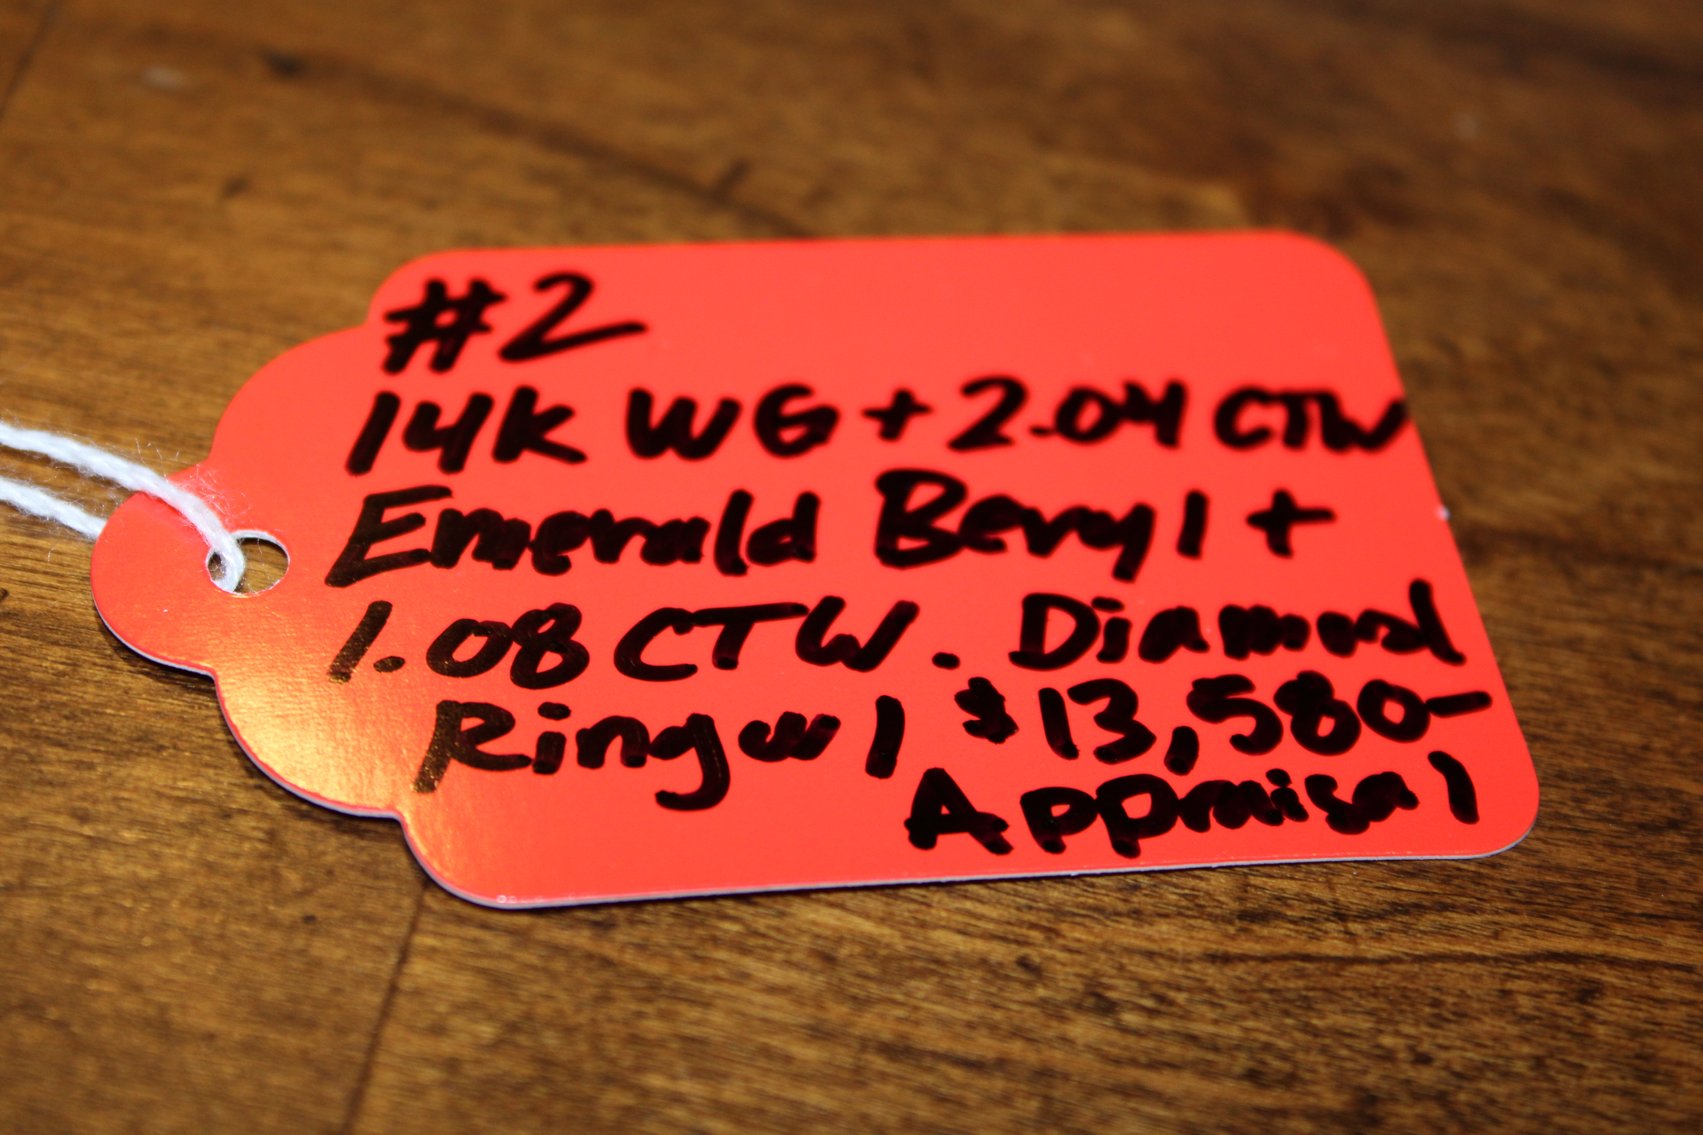 #2
14K WG + 2.04 CTW
Emerald Beryl +
1.08 CTW. Diamond
Ring w/ $13,580-
Appraisal